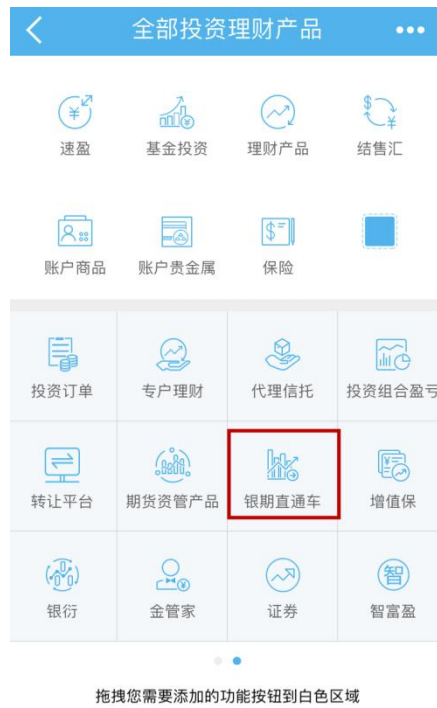 全部投资理财产品
速盈 基金投资 理财产品 结售汇
账户商品 账户贵金属 保险
投资订单 专户理财 代理信托 投资组合盈亏
转让平台 期货资管产品 银期直通车 增值保
银衍 金管家 证券 智富盈
智
拖拽您需要添加的功能按钮到白色区域